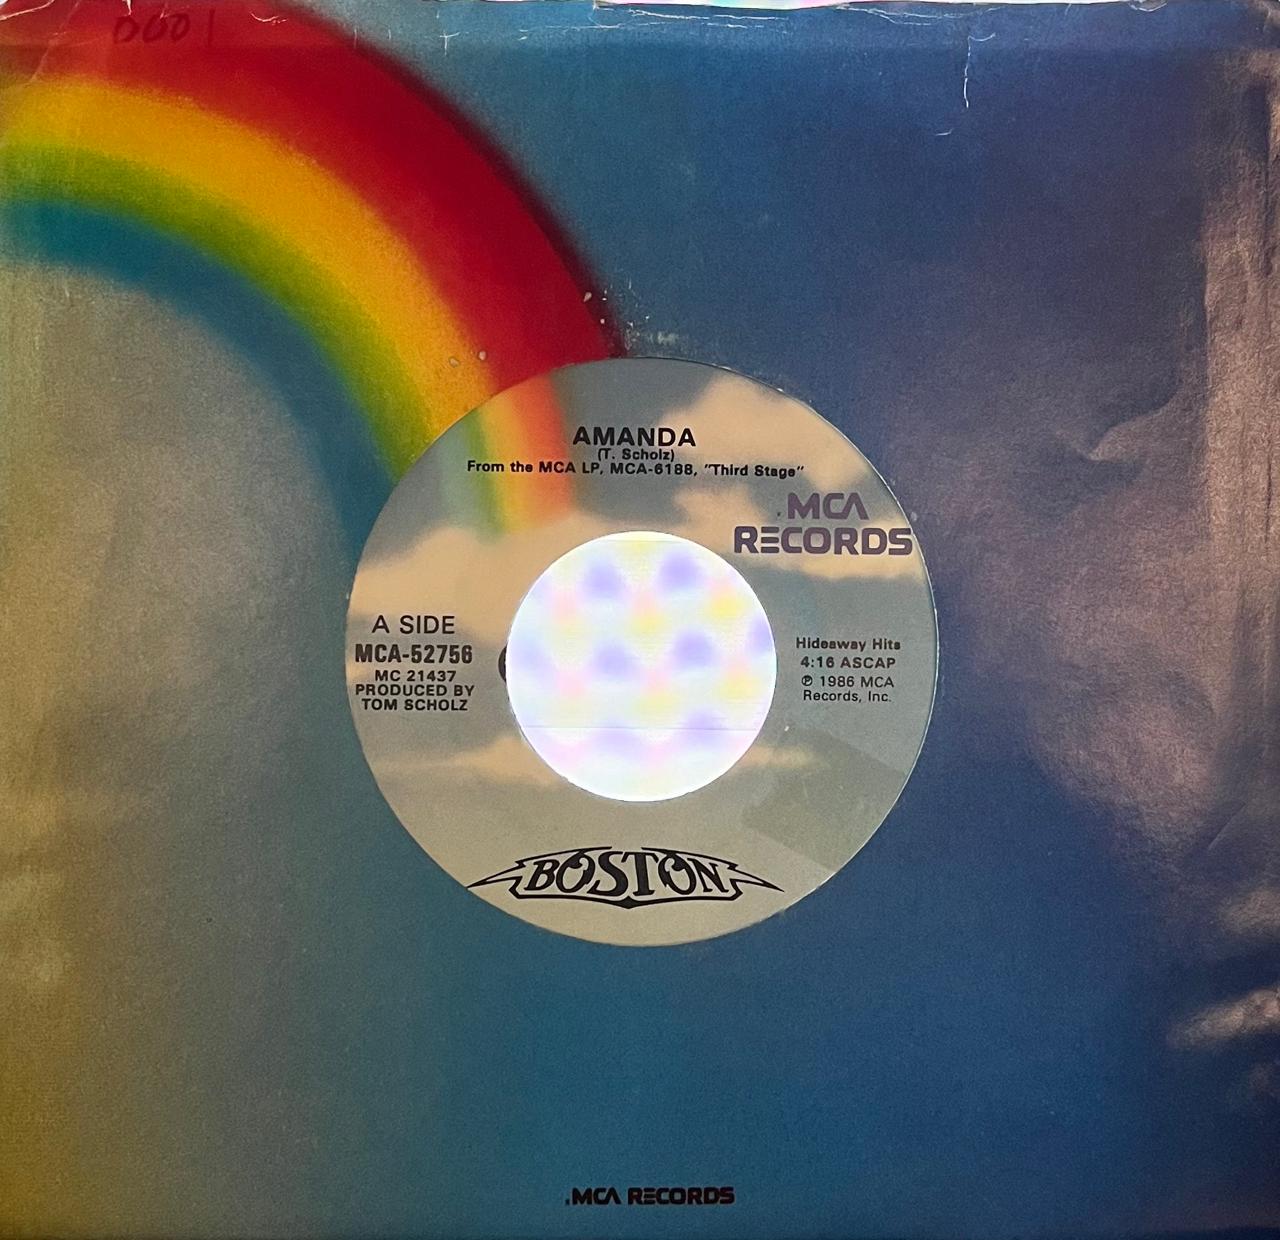 0001
AMANDA
(T. Scholz)
From the MCA LP, MCA-6188, "Third Stage"
MCA
RECORDS
A SIDE
MCA-52756
MC 21437
PRODUCED BY
TOM SCHOLZ
Hideaway Hits
4:16 ASCAP
℗ 1986 MCA
Records, Inc.
BOSTON
MCA RECORDS